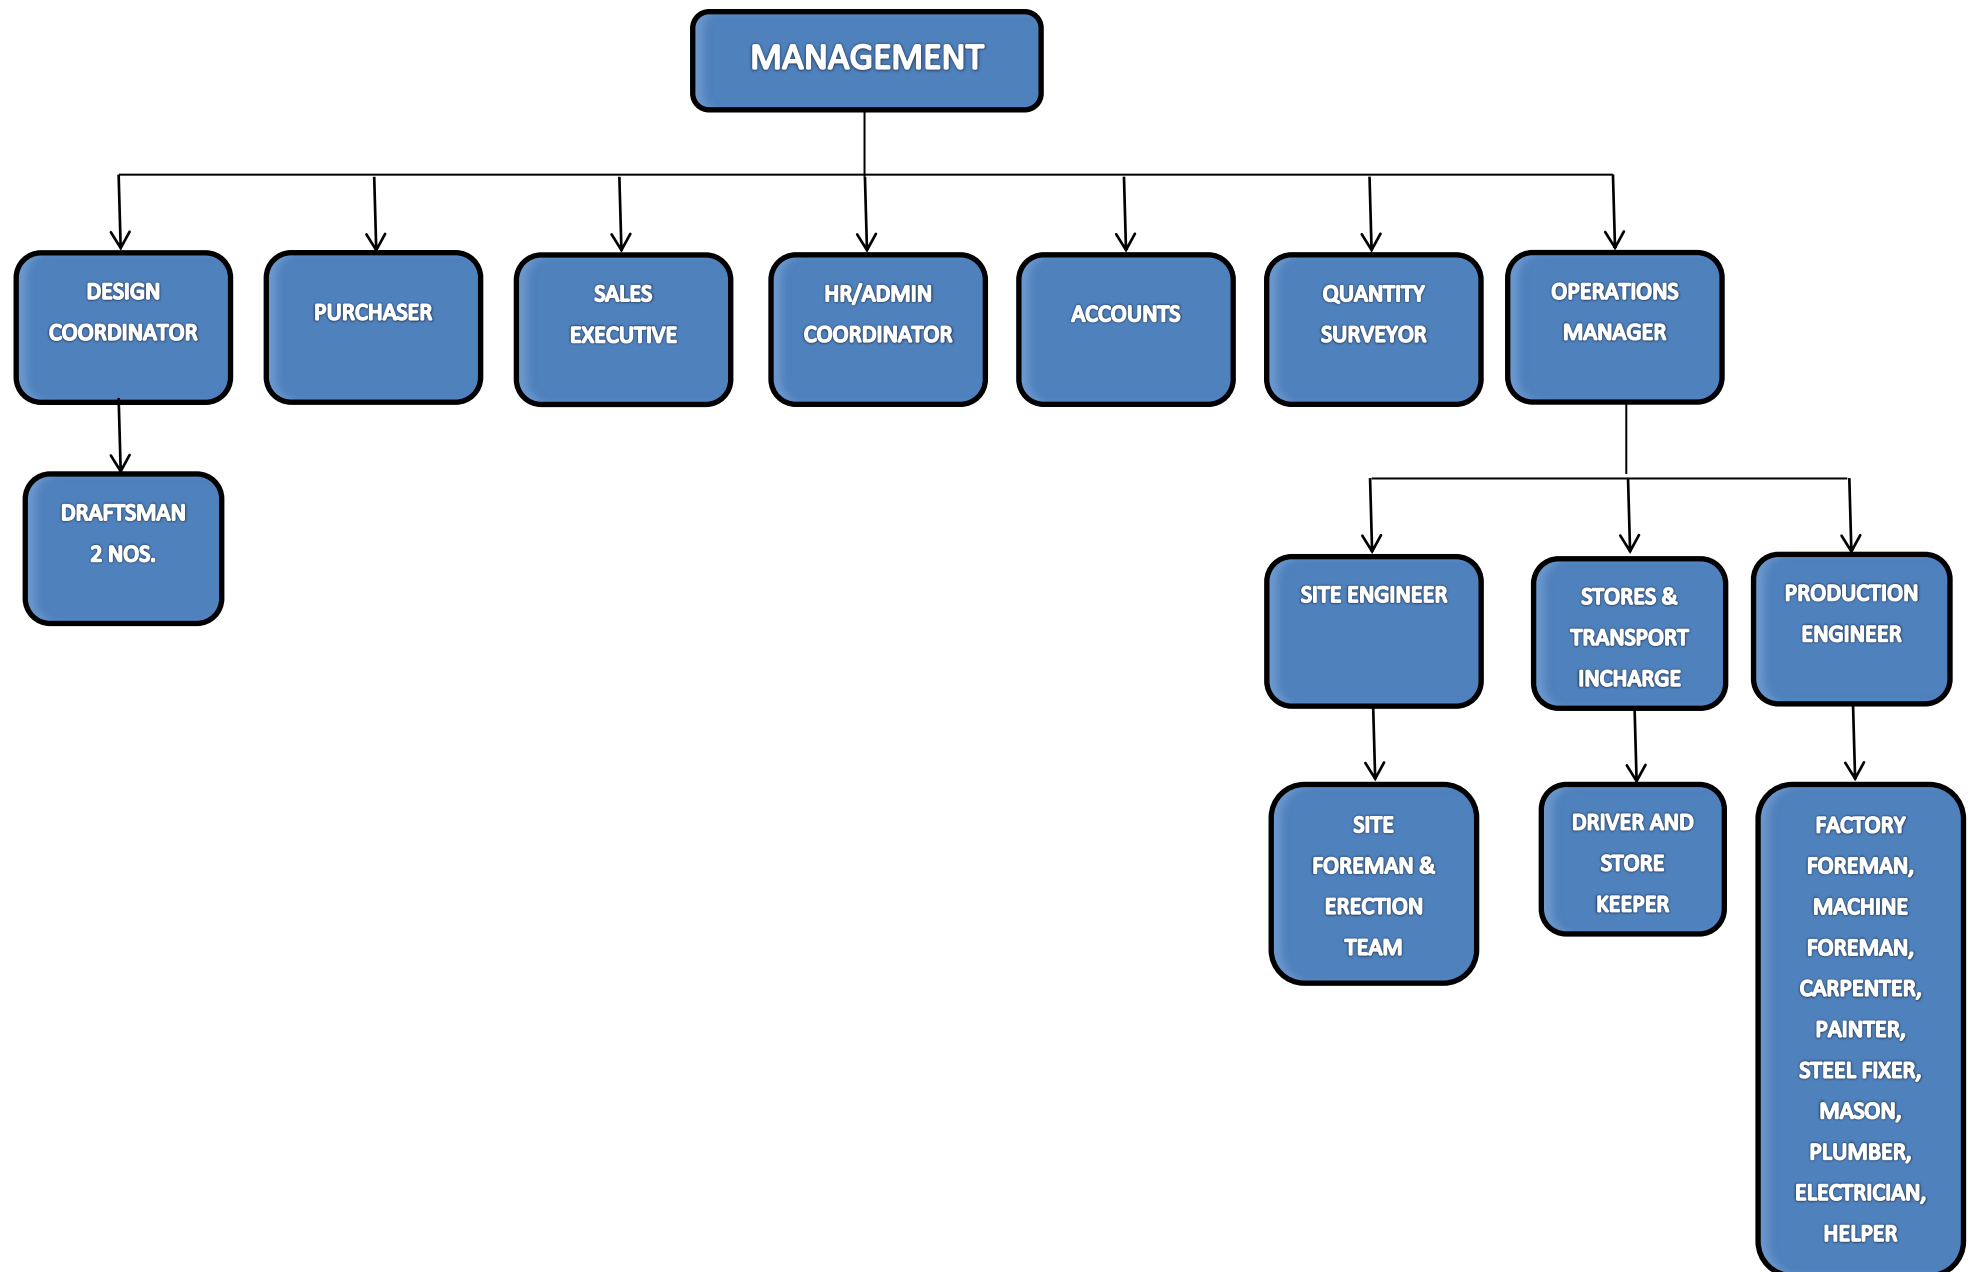 MANAGEMENT
DESIGN
COORDINATOR
PURCHASER
SALES
EXECUTIVE
HR/ADMIN
COORDINATOR
ACCOUNTS
QUANTITY
SURVEYOR
OPERATIONS
MANAGER
DRAFTSMAN
2 NOS.
SITE ENGINEER
STORES &
TRANSPORT
INCHARGE
PRODUCTION
ENGINEER
SITE
FOREMAN &
ERECTION
TEAM
DRIVER AND
STORE
KEEPER
FACTORY
FOREMAN,
MACHINE
FOREMAN,
CARPENTER,
PAINTER,
STEEL FIXER,
MASON,
PLUMBER,
ELECTRICIAN,
HELPER